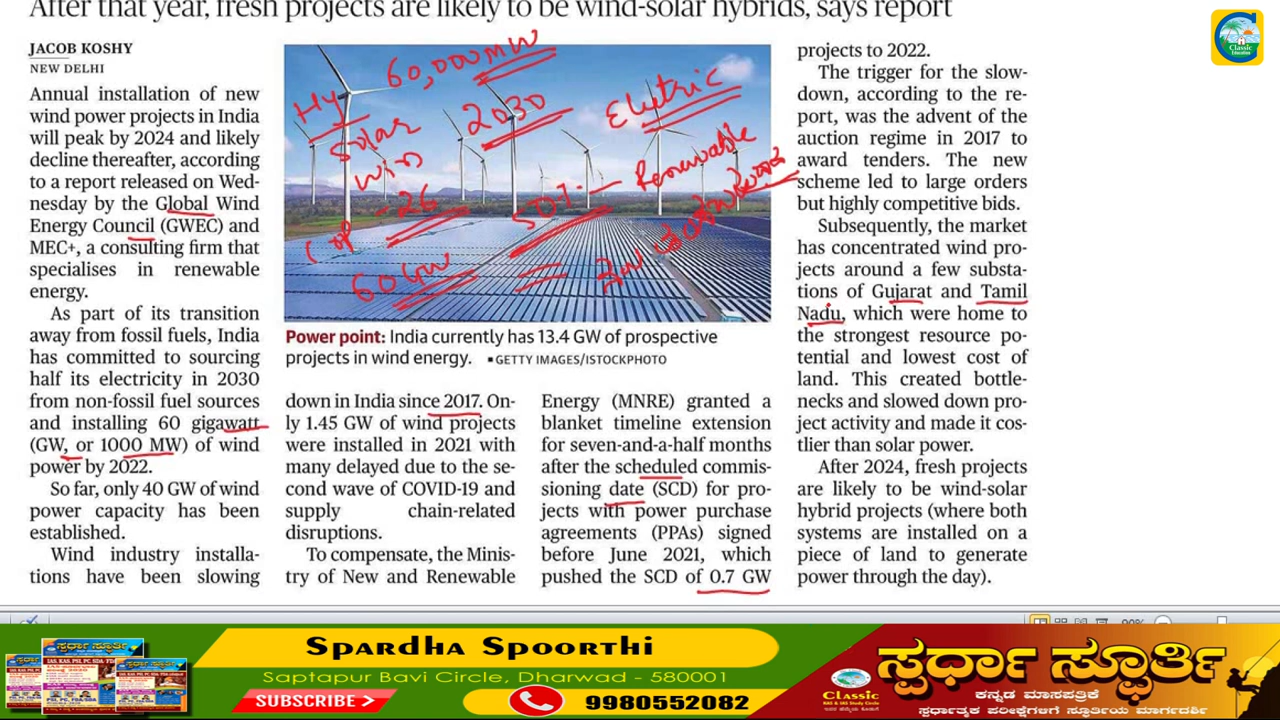 After that year, fresh projects are likely to be wind-solar hybrids, says report
JACOB KOSHY
NEW DELHI
Annual installation of new
wind power projects in India
will peak by 2024 and likely
decline thereafter, according
to a report released on Wed-
nesday by the Global Wind
Energy Council (GWEC) and
MEC+, a consulting firm that
specialises in renewable
energy.
As part of its transition
away from fossil fuels, India
has committed to sourcing
half its electricity in 2030
from non-fossil fuel sources
and installing 60 gigawatt
(GW, or 1000 MW) of wind
power by 2022.
So far, only 40 GW of wind
power capacity has been
established.
Wind industry installa-
tions have been slowing
60,000MW
Hy
2030
Electric
Solar
Win
Renewable
26
50%
60GW
Power point: India currently has 13.4 GW of prospective
projects in wind energy. ▪GETTY IMAGES/ISTOCKPHOTO
down in India since 2017. On-
ly 1.45 GW of wind projects
were installed in 2021 with
many delayed due to the se-
cond wave of COVID-19 and
supply chain-related
disruptions.
To compensate, the Minis-
try of New and Renewable
Energy (MNRE) granted a
blanket timeline extension
for seven-and-a-half months
after the scheduled commis-
sioning date (SCD) for pro-
jects with power purchase
agreements (PPAs) signed
before June 2021, which
pushed the SCD of 0.7 GW
projects to 2022.
The trigger for the slow-
down, according to the re-
port, was the advent of the
auction regime in 2017 to
award tenders. The new
scheme led to large orders
but highly competitive bids.
Subsequently, the market
has concentrated wind pro-
jects around a few substa-
tions of Gujarat and Tamil
Nadu, which were home to
the strongest resource po-
tential and lowest cost of
land. This created bottle-
necks and slowed down pro-
ject activity and made it cos-
tlier than solar power.
After 2024, fresh projects
are likely to be wind-solar
hybrid projects (where both
systems are installed on a
piece of land to generate
power through the day).
Classic
Education
Spardha Spoorthi
Saptapur Bavi Circle, Dharwad - 580001
SUBSCRIBE >
9980552082
ಸ್ಪರ್ಧಾ ಸ್ಫೂರ್ತಿ
ಕನ್ನಡ ಮಾಸಪತ್ರಿಕೆ
ಸ್ಪರ್ಧಾತ್ಮಕ ಪರೀಕ್ಷೆಗಳಿಗೆ ಸ್ಫೂರ್ತಿಯ ಮಾರ್ಗದರ್ಶಿ
Classic